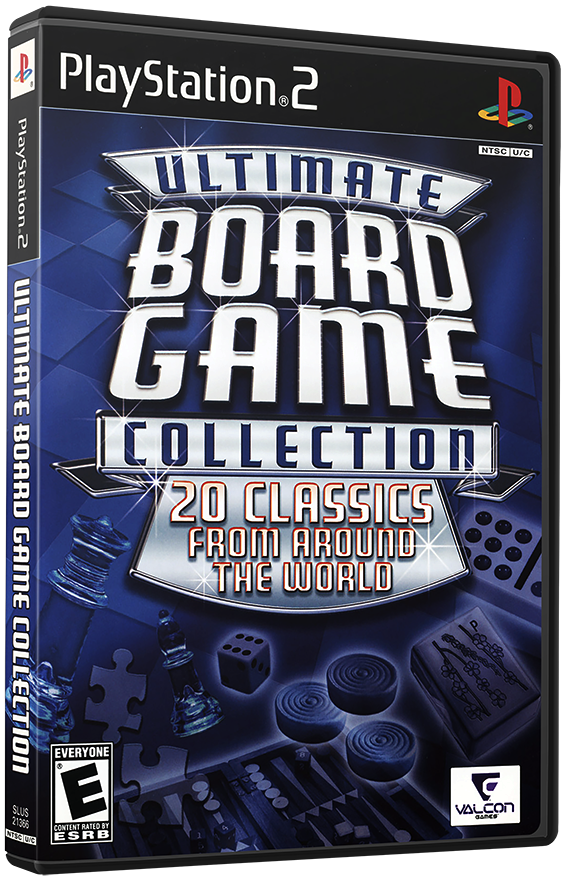 PlayStation®2
NTSC U/C
ULTIMATE
BOARD
GAME
COLLECTION
20 CLASSICS
FROM AROUND
THE WORLD
EVERYONE
E
CONTENT RATED BY
ESRB
VALCON
GAMES
PlayStation®2
ULTIMATE BOARD GAME COLLECTION
SLUS
21366
NTSC U/C